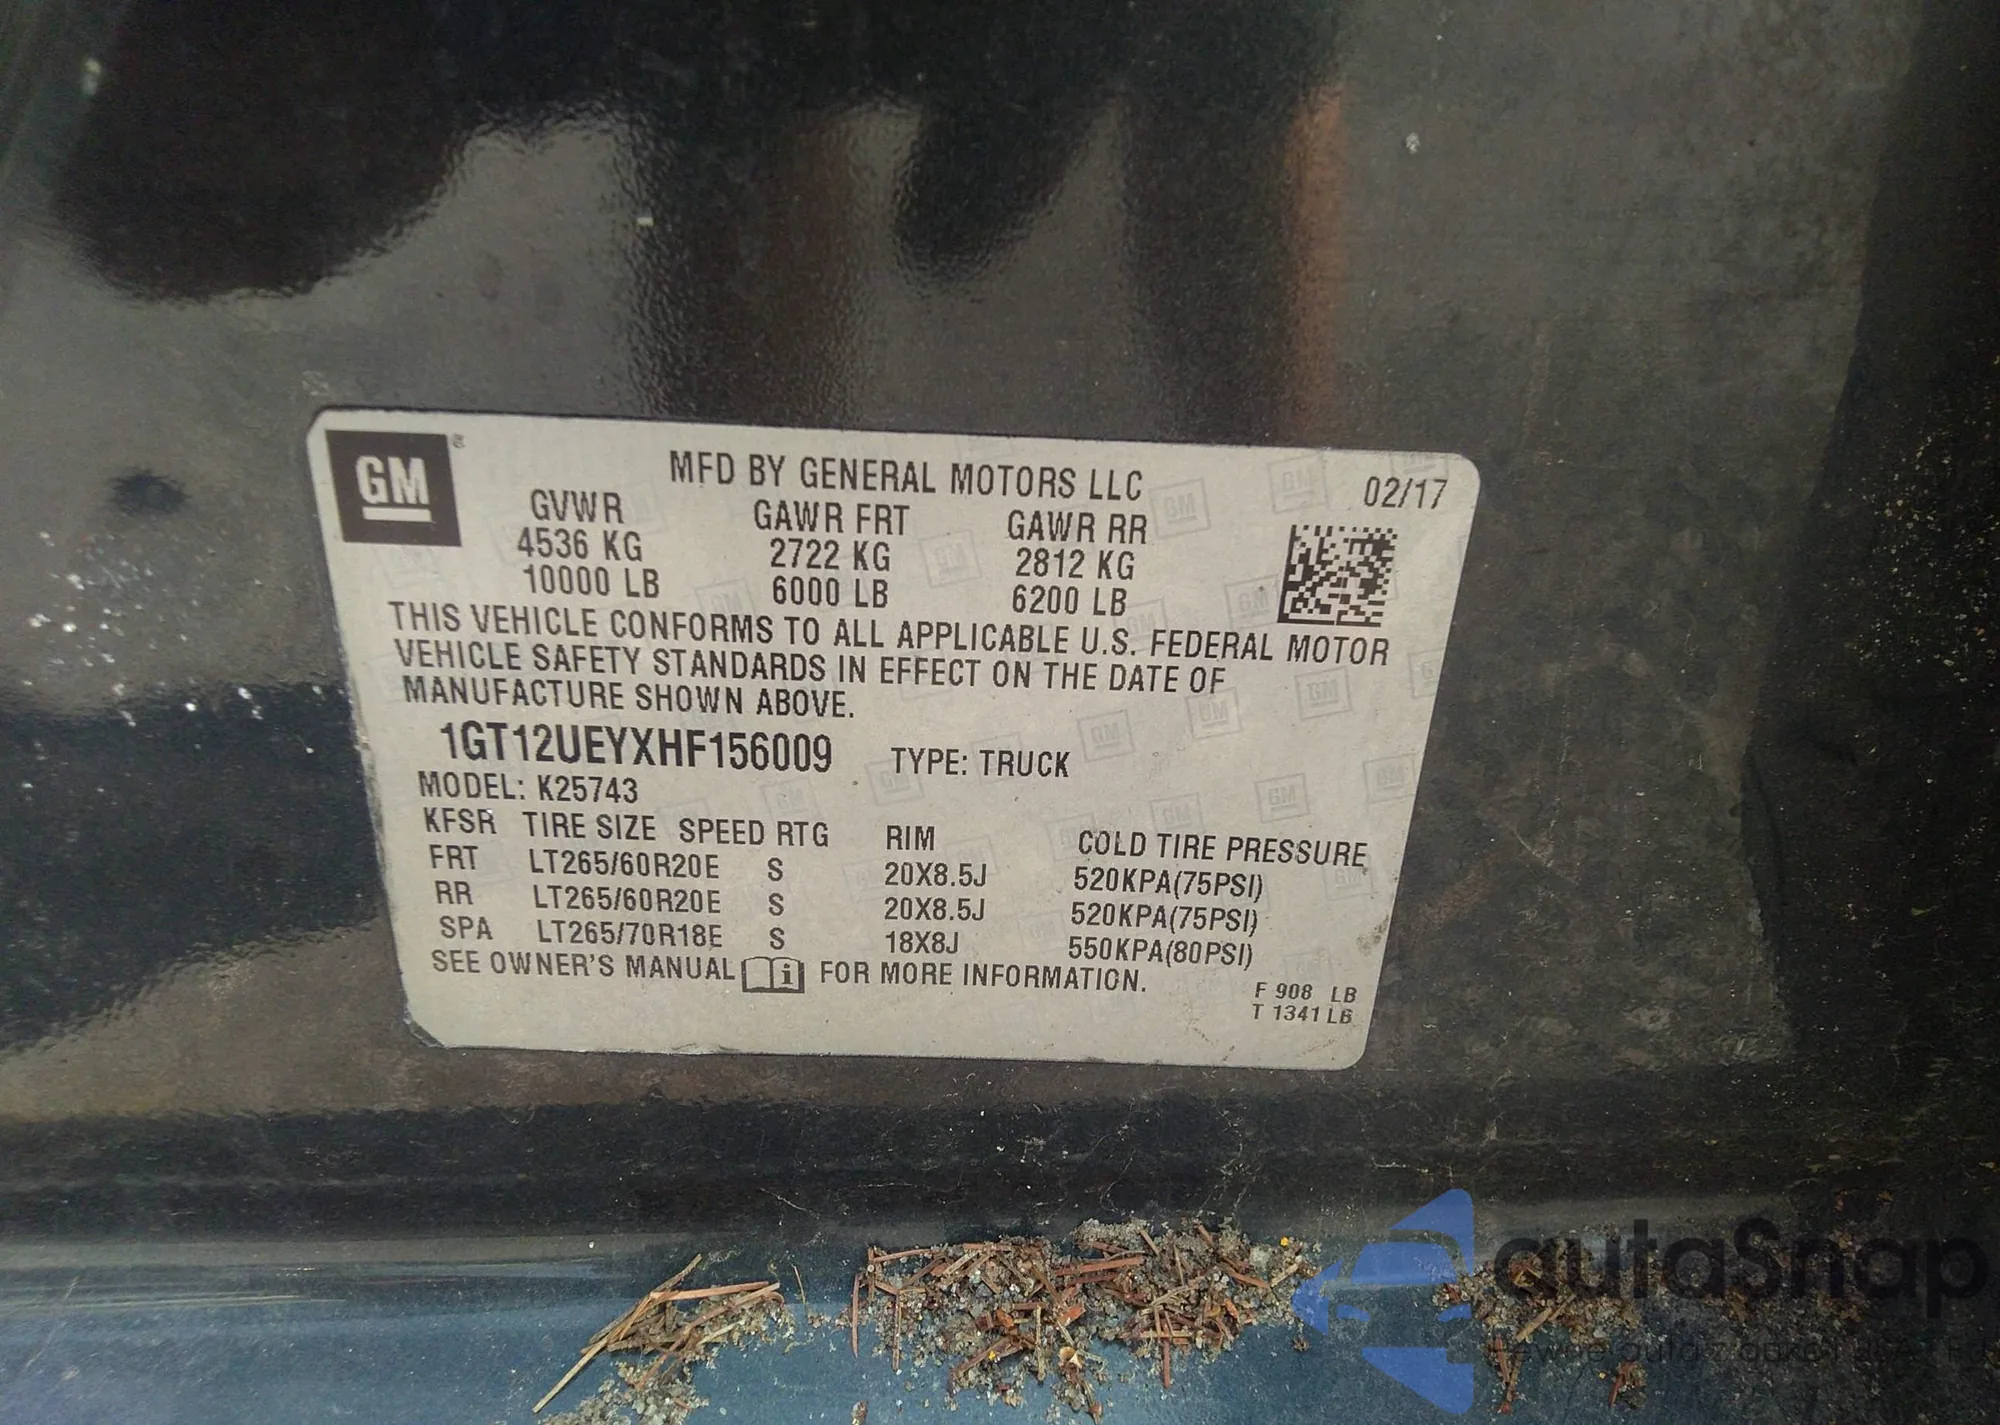 GM
MFD BY GENERAL MOTORS LLC 02/17
GVWR GAWR FRT GAWR RR
4536 KG 2722 KG 2812 KG
10000 LB 6000 LB 6200 LB
THIS VEHICLE CONFORMS TO ALL APPLICABLE U.S. FEDERAL MOTOR
VEHICLE SAFETY STANDARDS IN EFFECT ON THE DATE OF
MANUFACTURE SHOWN ABOVE.
1GT12UEYXHF156009 TYPE: TRUCK
MODEL: K25743
KFSR TIRE SIZE SPEED RTG RIM COLD TIRE PRESSURE
FRT LT265/60R20E S 20X8.5J 520KPA(75PSI)
RR LT265/60R20E S 20X8.5J 520KPA(75PSI)
SPA LT265/70R18E S 18X8J 550KPA(80PSI)
SEE OWNER'S MANUAL i FOR MORE INFORMATION.
F 908 LB
T 1341 LB
autaSnap